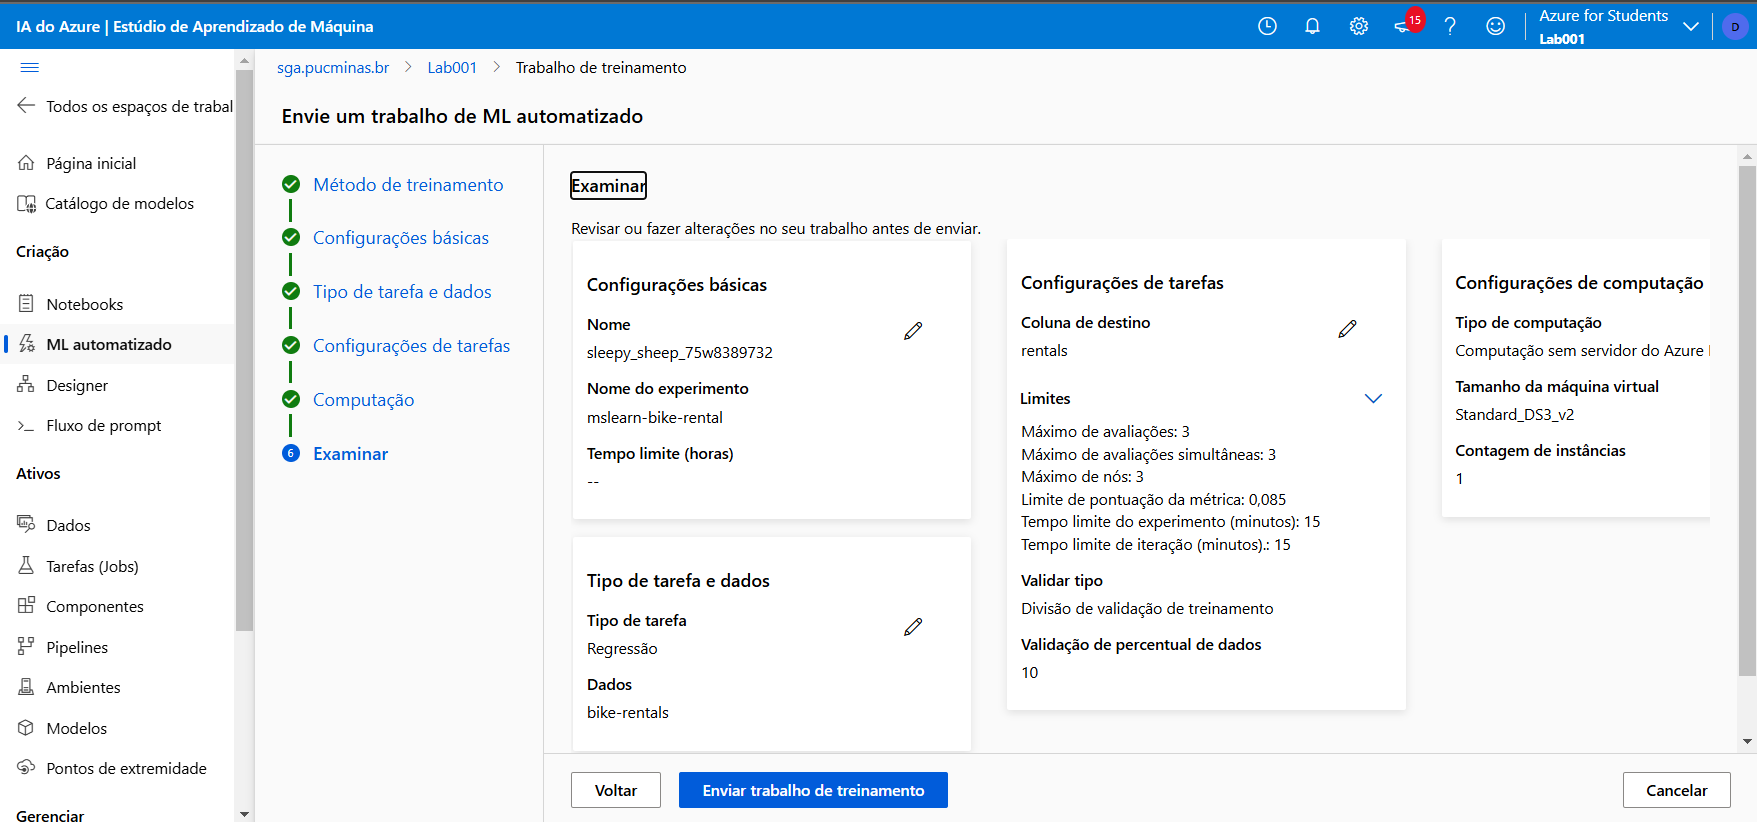 IA do Azure | Estúdio de Aprendizado de Máquina
15
Azure for Students
Lab001
D
Todos os espaços de trabal
Página inicial
Catálogo de modelos
Criação
Notebooks
ML automatizado
Designer
Fluxo de prompt
Ativos
Dados
Tarefas (Jobs)
Componentes
Pipelines
Ambientes
Modelos
Pontos de extremidade
Gerenciar
sga.pucminas.br > Lab001 > Trabalho de treinamento
Envie um trabalho de ML automatizado
Método de treinamento
Configurações básicas
Tipo de tarefa e dados
Configurações de tarefas
Computação
6 Examinar
Examinar
Revisar ou fazer alterações no seu trabalho antes de enviar.
Configurações básicas
Nome
sleepy_sheep_75w8389732
Nome do experimento
mslearn-bike-rental
Tempo limite (horas)
--
Tipo de tarefa e dados
Tipo de tarefa
Regressão
Dados
bike-rentals
Configurações de tarefas
Coluna de destino
rentals
Limites
Máximo de avaliações: 3
Máximo de avaliações simultâneas: 3
Máximo de nós: 3
Limite de pontuação da métrica: 0,085
Tempo limite do experimento (minutos): 15
Tempo limite de iteração (minutos).: 15
Validar tipo
Divisão de validação de treinamento
Validação de percentual de dados
10
Configurações de computação
Tipo de computação
Computação sem servidor do Azure
Tamanho da máquina virtual
Standard_DS3_v2
Contagem de instâncias
1
Voltar
Enviar trabalho de treinamento
Cancelar